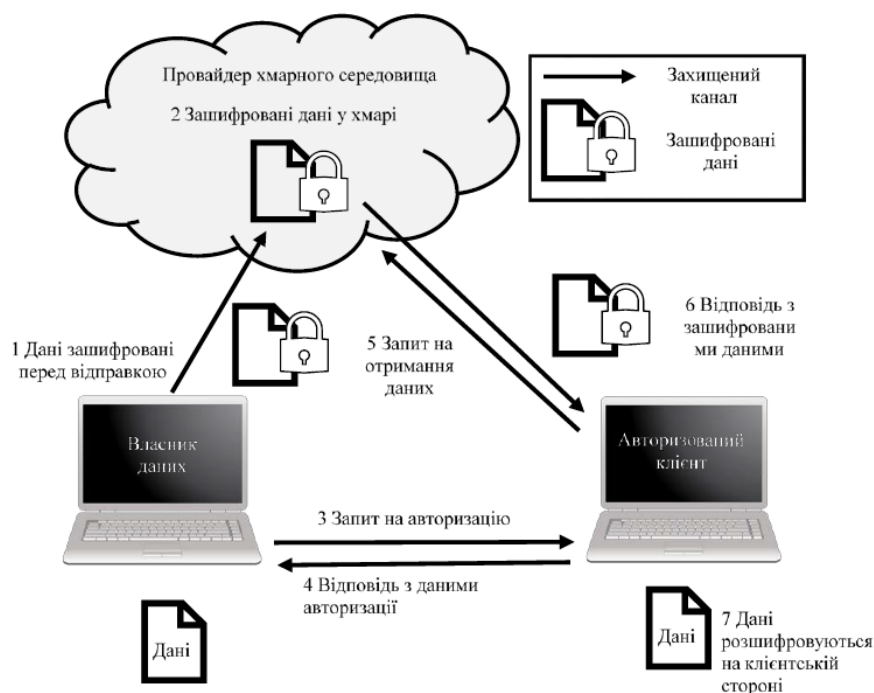 Провайдер хмарного середовища
2 Зашифровані дані у хмарі
Захищений
канал
Зашифровані
дані
1 Дані зашифровані
перед відправкою
5 Запит на
отримання
даних
6 Відповідь з
зашифровани
ми даними
Власник
даних
Авторизований
клієнт
3 Запит на авторизацію
4 Відповідь з даними
авторизації
Дані
Дані
7 Дані
розшифровуються
на клієнтській
стороні